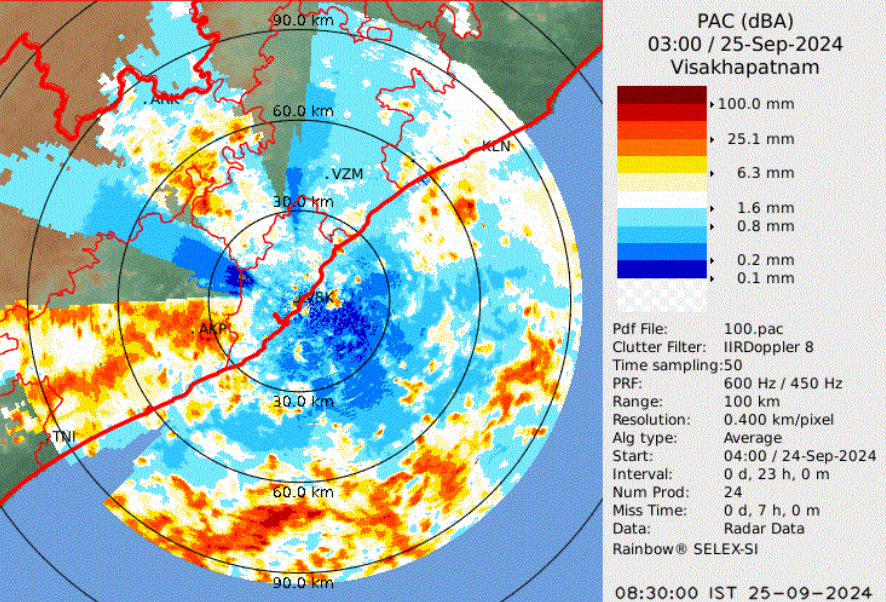 PAC (dBA)
03:00 / 25-Sep-2024
Visakhapatnam
100.0 mm
25.1 mm
6.3 mm
1.6 mm
0.8 mm
0.2 mm
0.1 mm
Pdf File: 100.pac
Clutter Filter: IIRDoppler 8
Time sampling:50
PRF: 600 Hz / 450 Hz
Range: 100 km
Resolution: 0.400 km/pixel
Alg type: Average
Start: 04:00 / 24-Sep-2024
Interval: 0 d, 23 h, 0 m
Num Prod: 24
Miss Time: 0 d, 7 h, 0 m
Data: Radar Data
Rainbow® SELEX-SI
08:30:00 IST 25-09-2024
90.0 km
ARK
60.0 km
KLN
VZM
30.0 km
VSK
AKP
30.0 km
TNI
60.0 km
90.0 km